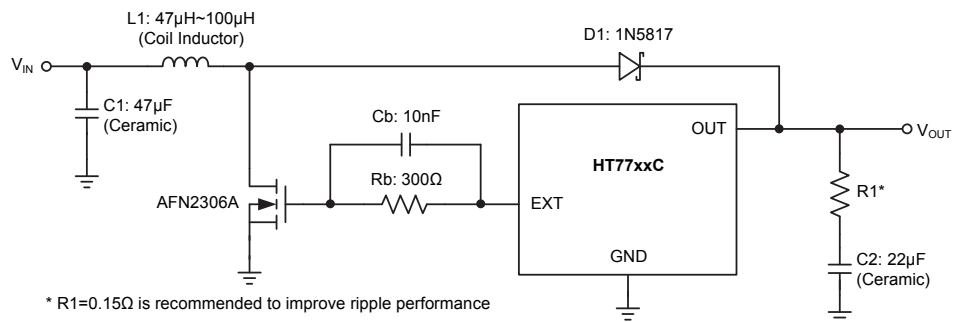 L1: 47µH~100µH
(Coil Inductor)
D1: 1N5817
VIN
C1: 47µF
(Ceramic)
Cb: 10nF
OUT
VOUT
HT77xxC
Rb: 300Ω
R1*
AFN2306A
EXT
GND
C2: 22µF
(Ceramic)
* R1=0.15Ω is recommended to improve ripple performance